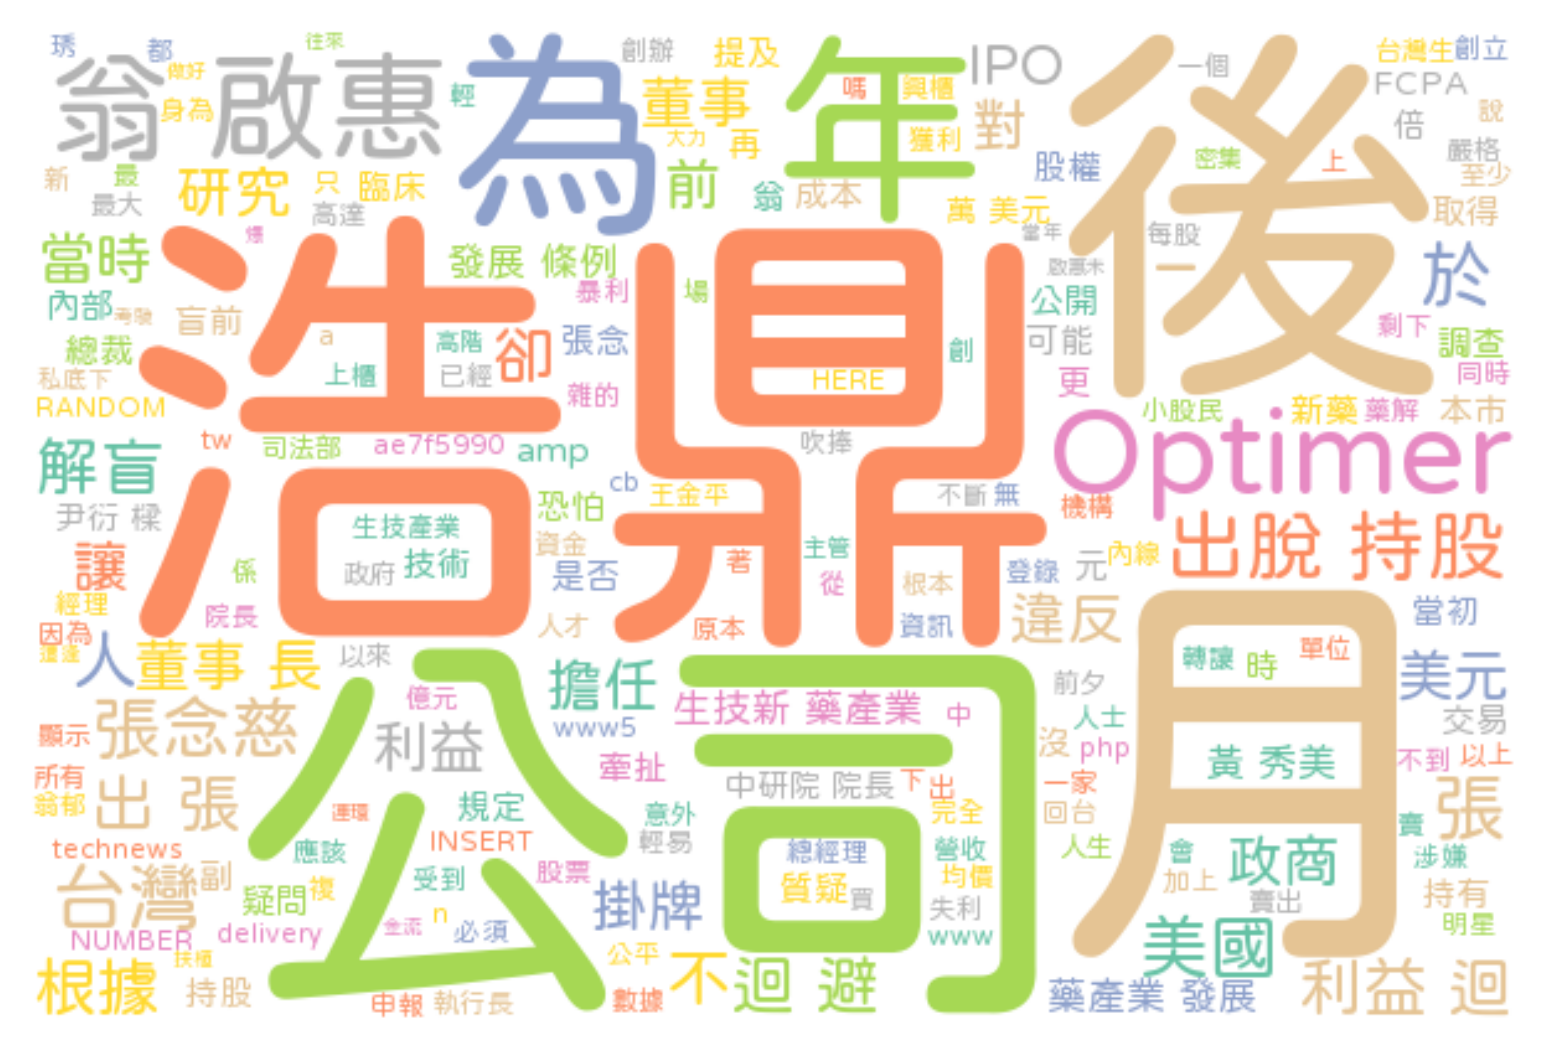 琇
都
往來
做好
身為
翁啟惠
輕
為
創辦
提及
董事
大力
再
年
嗎
興櫃
獲利
IPO
對
後
一個
台灣生
創立
FCPA
倍
說
嚴格
至少
取得
密集
上
新
最
最大
研究
只
臨床
高達
前
翁
成本
股權
萬 美元
當年
每股
當時
發展 條例
暴利
場
浩鼎
公開
可能
於
內部
盲前
總裁
私底下
RANDOM
a
上櫃
高階
已經
卻
張念
雜的
HERE
創
更
一
剩下
調查
同時
小股民
新藥
藥解
本市
tw
司法部
ae7f5990
amp
吹捧
Optimer
解盲
尹衍 樑
讓
係
經理
因為
院長
生技產業
政府
技術
恐怕
cb
王金平
資金
是否
人才
不斷
無
機構
著
主管
從
根本
原本
資訊
登錄
元
內線
違反
出脫 持股
當初
人
董事 長
以來
擔任
公司
月
轉讓
時
單位
美元
交易
張念慈
顯示
所有
翁郁
出 張
億元
利益
www5
生技新 藥產業
中
前夕
人士
沒
php
牽扯
中研院 院長
下
出
一家
回台
黃 秀美
不到
以上
張
technews
台灣
副
規定
INSERT
應該
受到
意外
輕易
股票
完全
總經理
質疑
買
營收
均價
失利
www
人生
會
加上
政商
賣出
賣
涉嫌
持有
明星
疑問
複
n
必須
掛牌
NUMBER
delivery
金流
公平
美國
根據
持股
申報
執行長
數據
不
迴 避
藥產業 發展
利益 迴